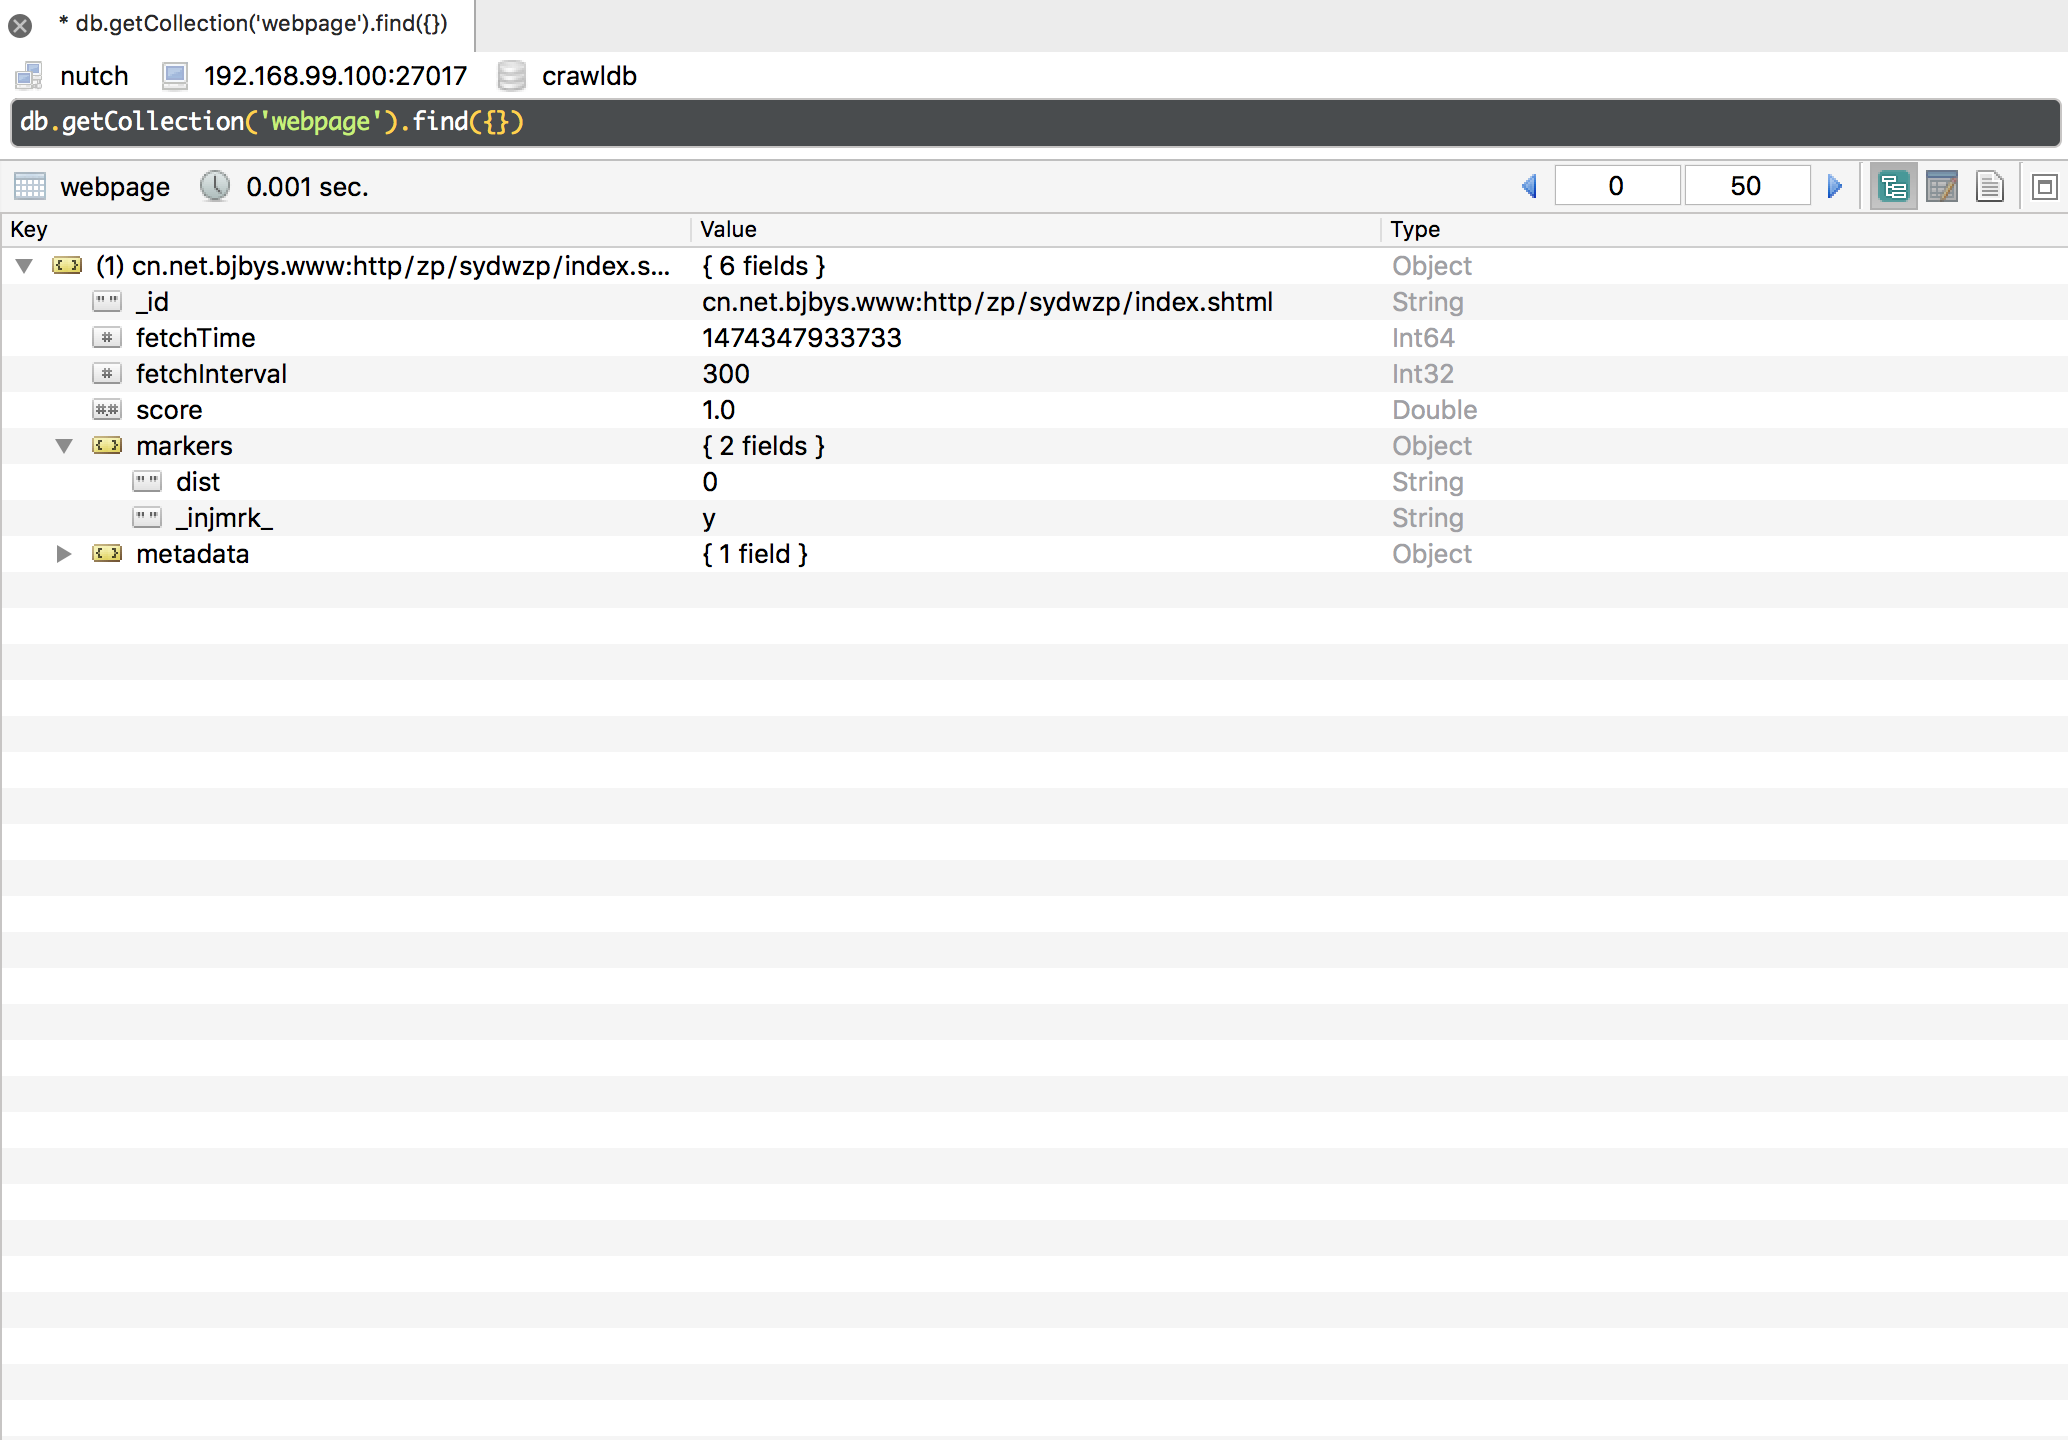 * db.getCollection('webpage').find({})
nutch 192.168.99.100:27017 crawldb
db.getCollection('webpage').find({})
webpage 0.001 sec. 0 50
Key Value Type
(1) cn.net.bjbys.www:http/zp/sydwzp/index.s... { 6 fields } Object
_id cn.net.bjbys.www:http/zp/sydwzp/index.shtml String
fetchTime 1474347933733 Int64
fetchInterval 300 Int32
score 1.0 Double
markers { 2 fields } Object
dist 0 String
_injmrk_ y String
metadata { 1 field } Object